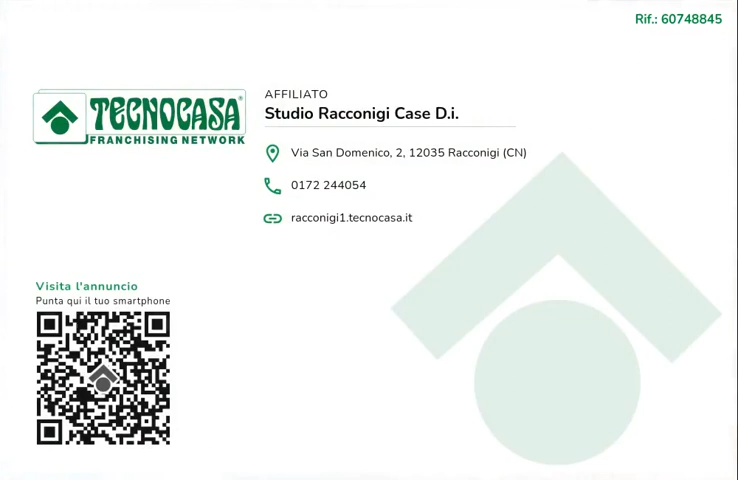 Rif.: 60748845
TECNOCASA®
FRANCHISING NETWORK
AFFILIATO
Studio Racconigi Case D.i.
Via San Domenico, 2, 12035 Racconigi (CN)
0172 244054
racconigi1.tecnocasa.it
Visita l'annuncio
Punta qui il tuo smartphone